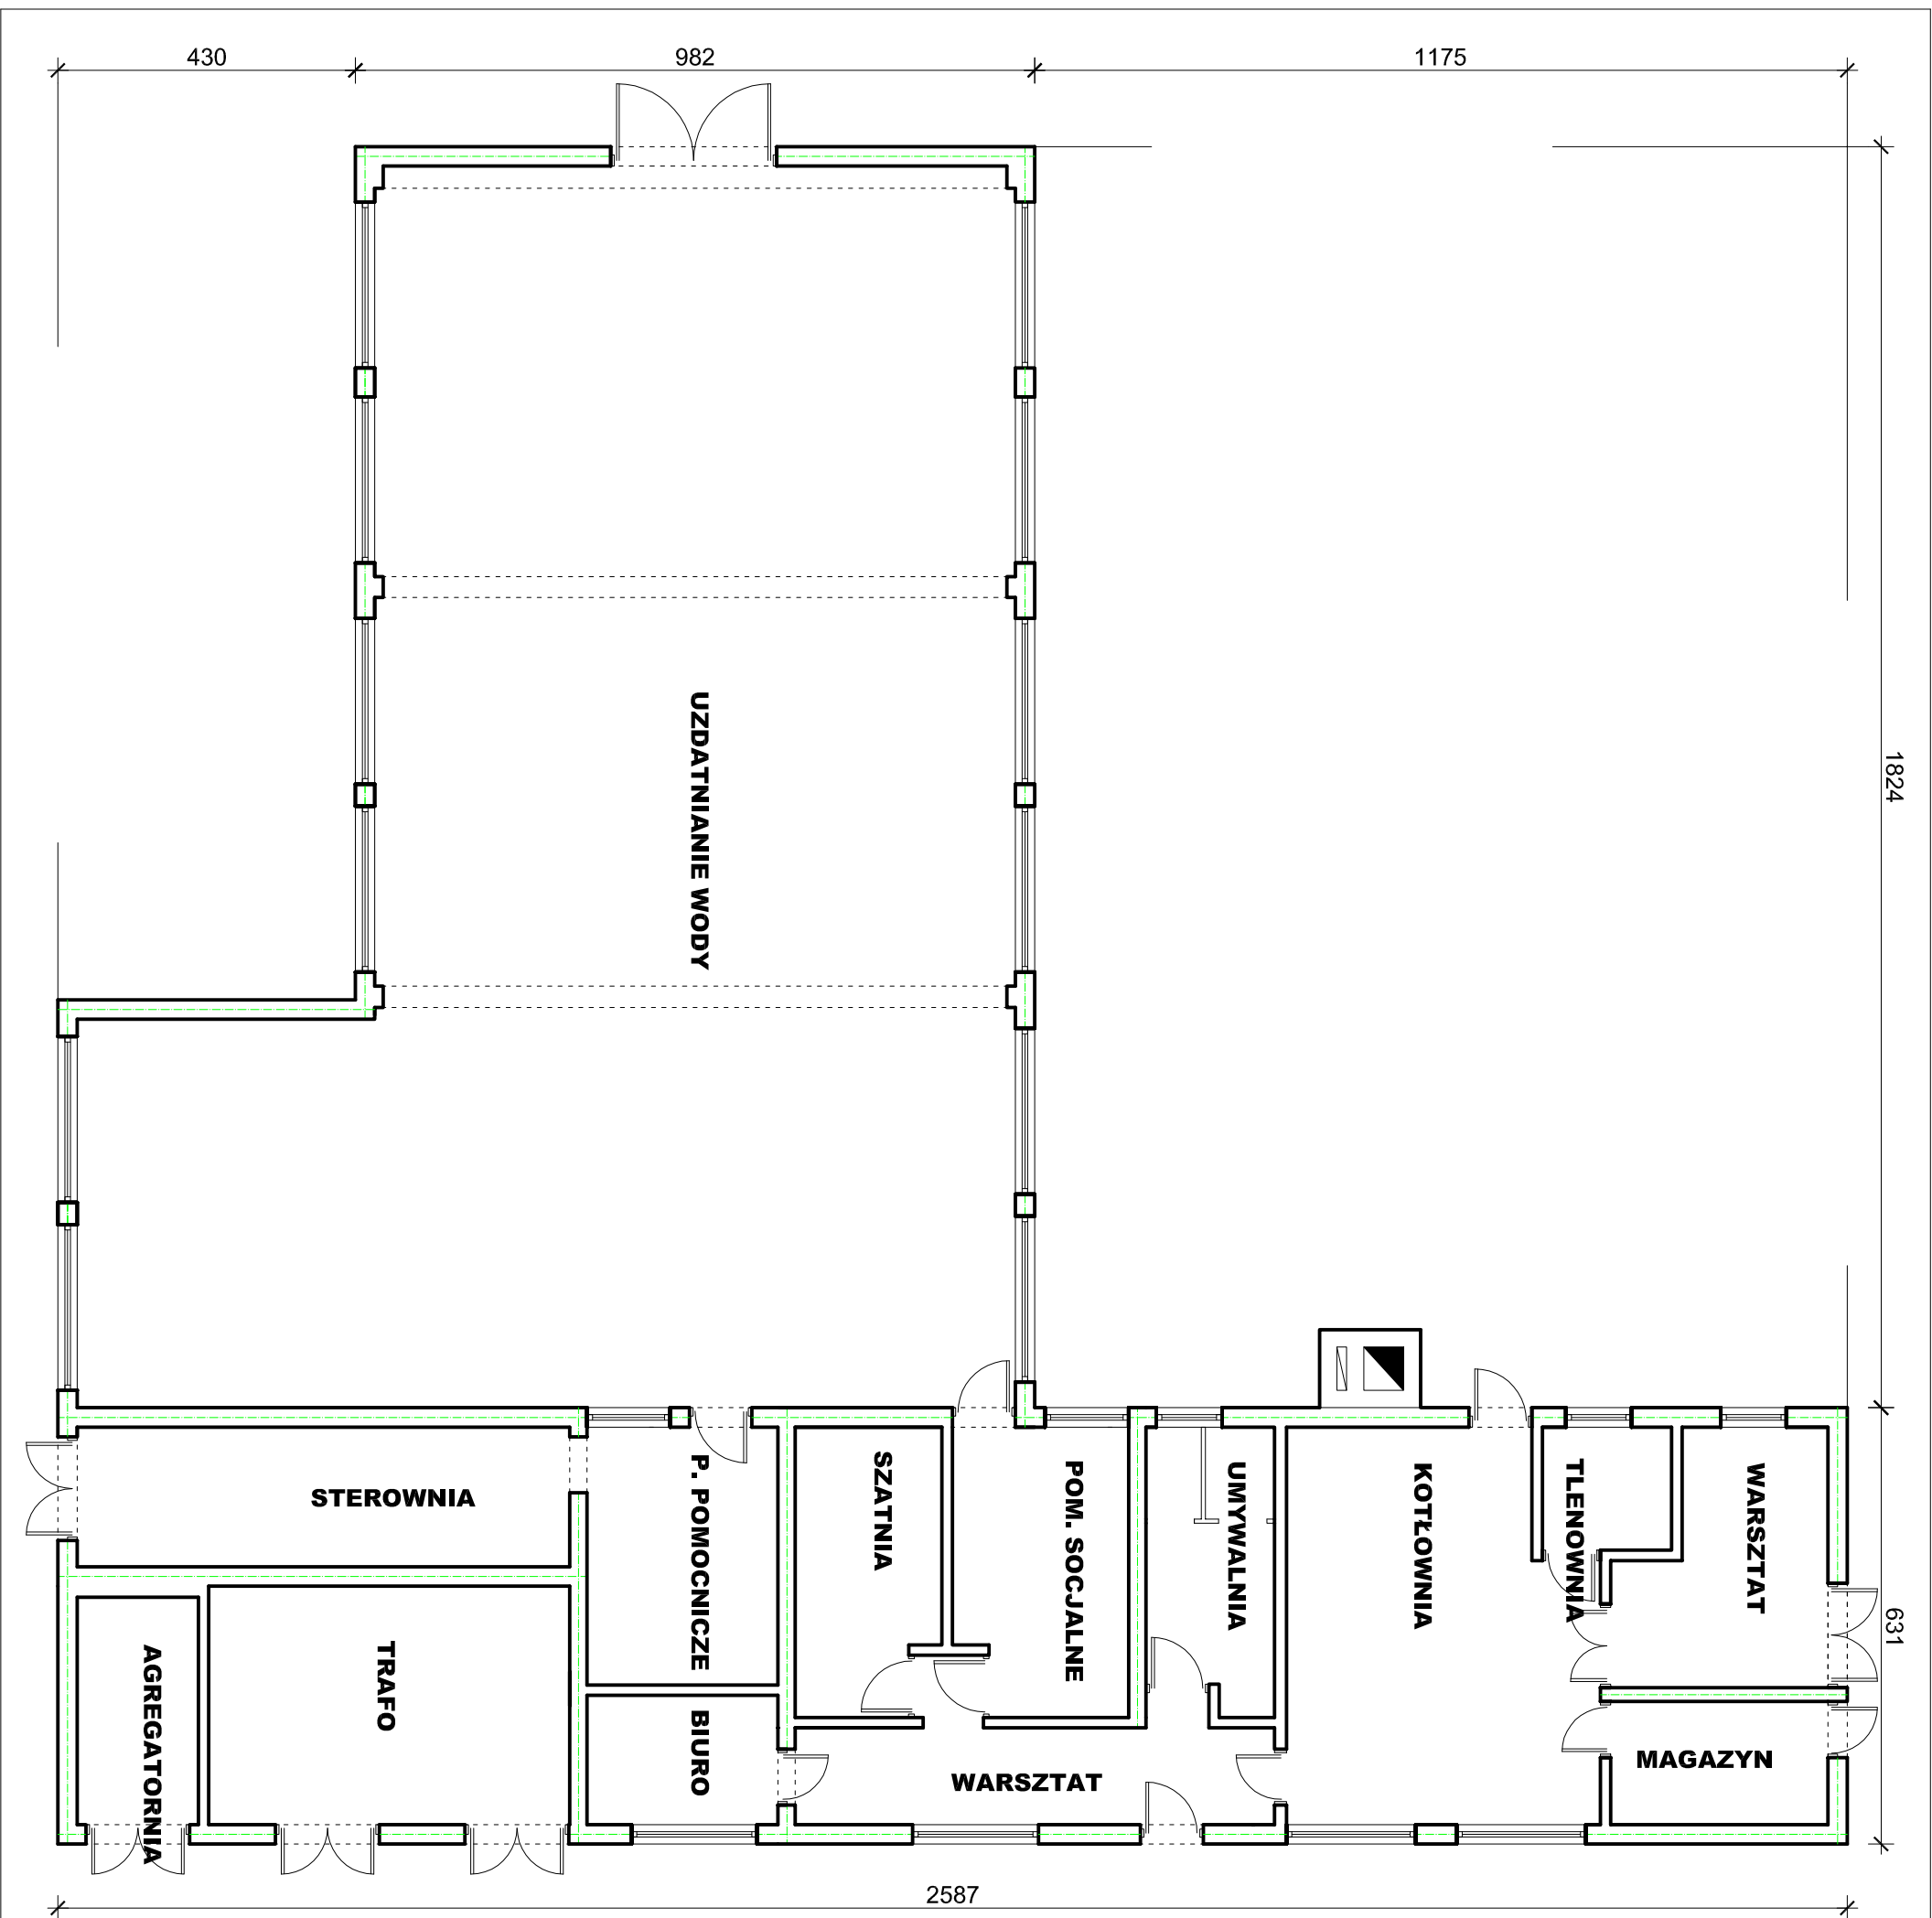 430
982
1175
1824
UZDATNIANIE WODY
STEROWNIA
P. POMOCNICZE
SZATNIA
POM. SOCJALNE
UMYWALNIA
KOTŁOWNIA
TLENOWNIA
WARSZTAT
631
AGREGATORNIA
TRAFO
BIURO
WARSZTAT
MAGAZYN
2587